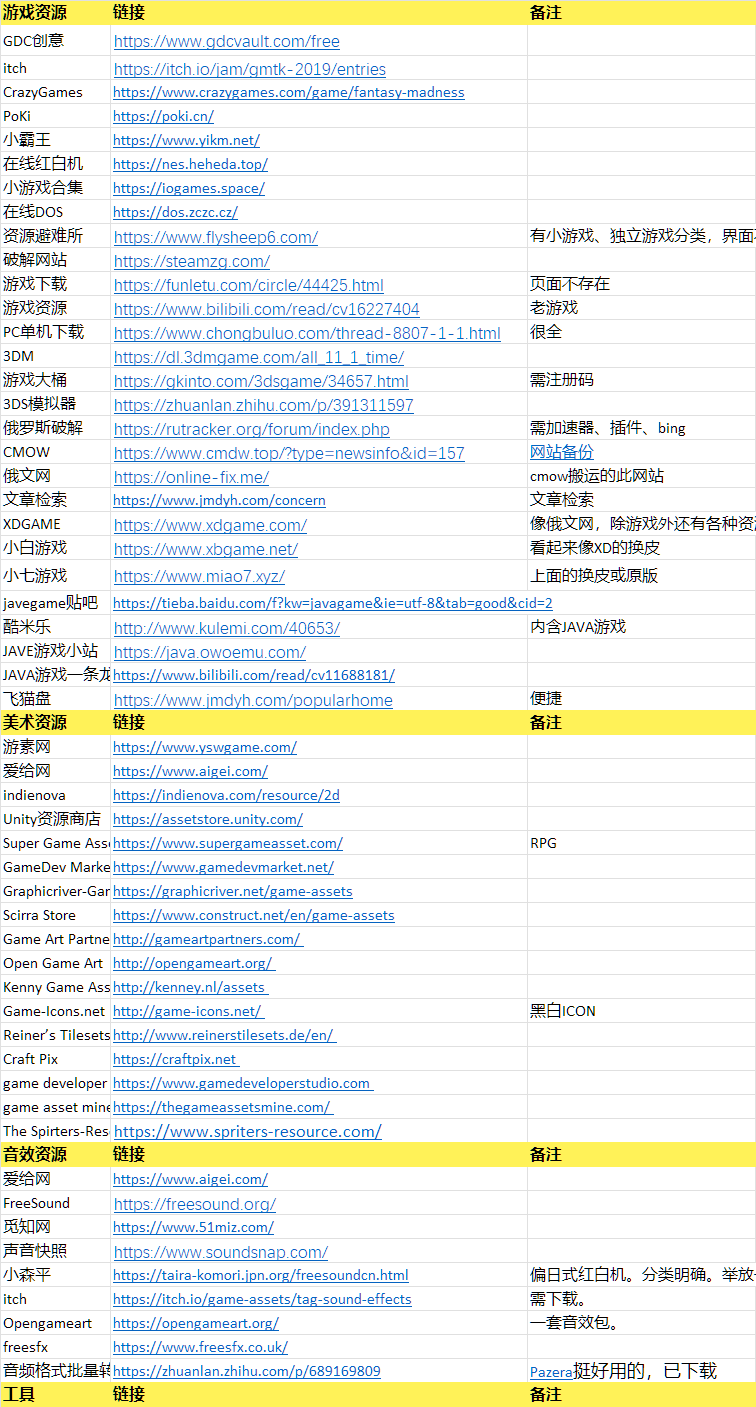 游戏资源 链接 备注
GDC创意 https://www.gdcvault.com/free
itch https://itch.io/jam/gmtk-2019/entries
CrazyGames https://www.crazygames.com/game/fantasy-madness
PoKi https://poki.cn/
小霸王 https://www.yikm.net/
在线红白机 https://nes.heheda.top/
小游戏合集 https://iogames.space/
在线DOS https://dos.zczc.cz/
资源避难所 https://www.flysheep6.com/ 有小游戏、独立游戏分类，界面
破解网站 https://steamzg.com/
游戏下载 https://funletu.com/circle/44425.html 页面不存在
游戏资源 https://www.bilibili.com/read/cv16227404 老游戏
PC单机下载 https://www.chongbuluo.com/thread-8807-1-1.html 很全
3DM https://dl.3dmgame.com/all_11_1_time/
游戏大桶 https://gkinto.com/3dsgame/34657.html 需注册码
3DS模拟器 https://zhuanlan.zhihu.com/p/391311597
俄罗斯破解 https://rutracker.org/forum/index.php 需加速器、插件、bing
CMOW https://www.cmdw.top/?type=newsinfo&id=157 网站备份
俄文网 https://online-fix.me/ cmow搬运的此网站
文章检索 https://www.jmdyh.com/concern 文章检索
XDGAME https://www.xdgame.com/ 像俄文网，除游戏外还有各种资
小白游戏 https://www.xbgame.net/ 看起来像XD的换皮
小七游戏 https://www.miao7.xyz/ 上面的换皮或原版
javegame贴吧 https://tieba.baidu.com/f?kw=javagame&ie=utf-8&tab=good&cid=2
酷米乐 http://www.kulemi.com/40653/ 内含JAVA游戏
JAVE游戏小站 https://java.owoemu.com/
JAVA游戏一条龙 https://www.bilibili.com/read/cv11688181/
飞猫盘 https://www.jmdyh.com/popularhome 便捷
美术资源 链接 备注
游素网 https://www.yswgame.com/
爱给网 https://www.aigei.com/
indienova https://indienova.com/resource/2d
Unity资源商店 https://assetstore.unity.com/
Super Game Ass https://www.supergameasset.com/ RPG
GameDev Marke https://www.gamedevmarket.net/
Graphicriver-Gar https://graphicriver.net/game-assets
Scirra Store https://www.construct.net/en/game-assets
Game Art Partne http://gameartpartners.com/
Open Game Art http://opengameart.org/
Kenny Game Ass http://kenney.nl/assets
Game-Icons.net http://game-icons.net/ 黑白ICON
Reiner’s Tilesets http://www.reinerstilesets.de/en/
Craft Pix https://craftpix.net
game developer https://www.gamedeveloperstudio.com
game asset mine https://thegameassetsmine.com/
The Spirters-Res https://www.spriters-resource.com/
音效资源 链接 备注
爱给网 https://www.aigei.com/
FreeSound https://freesound.org/
觅知网 https://www.51miz.com/
声音快照 https://www.soundsnap.com/
小森平 https://taira-komori.jpn.org/freesoundcn.html 偏日式红白机。分类明确。举放
itch https://itch.io/game-assets/tag-sound-effects 需下载。
Opengameart https://opengameart.org/ 一套音效包。
freesfx https://www.freesfx.co.uk/
音频格式批量转 https://zhuanlan.zhihu.com/p/689169809 Pazera挺好用的，已下载
工具 链接 备注